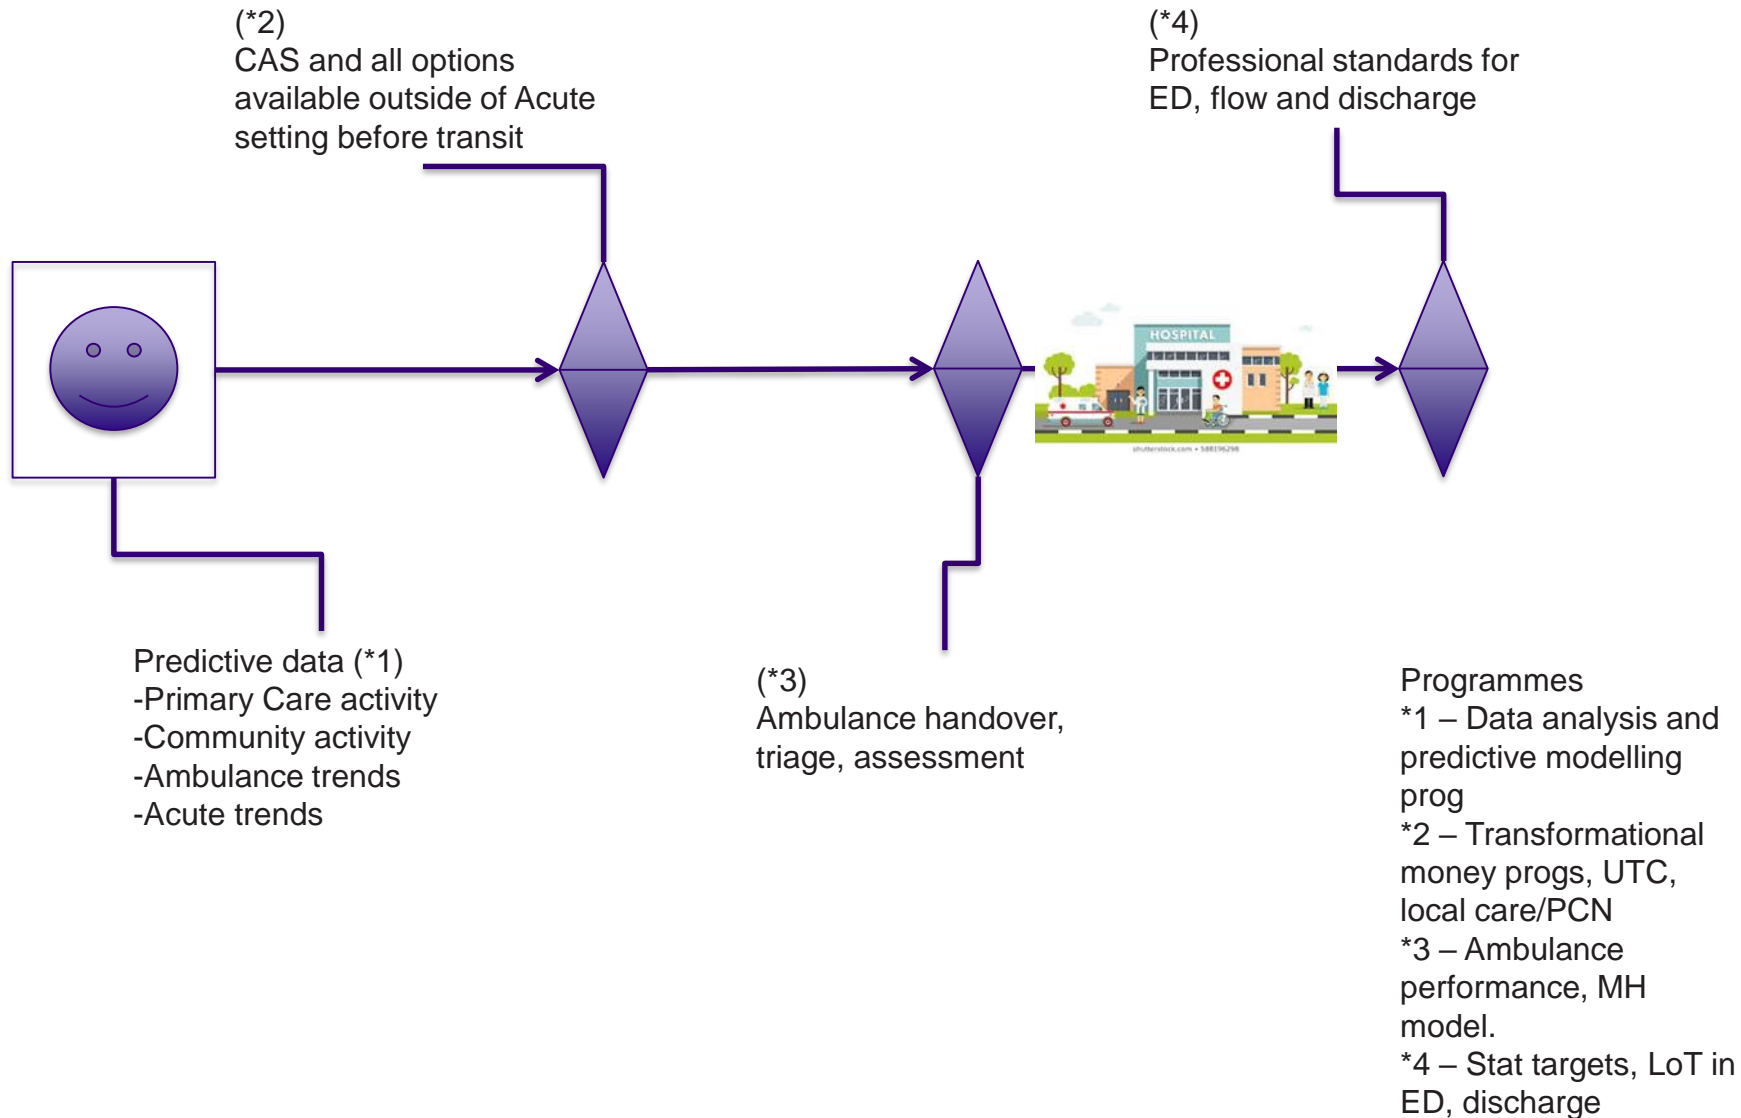 (*2)
CAS and all options
available outside of Acute
setting before transit
(*4)
Professional standards for
ED, flow and discharge
HOSPITAL
shutterstock.com • 588196298
Predictive data (*1)
-Primary Care activity
-Community activity
-Ambulance trends
-Acute trends
(*3)
Ambulance handover,
triage, assessment
Programmes
*1 – Data analysis and
predictive modelling
prog
*2 – Transformational
money progs, UTC,
local care/PCN
*3 – Ambulance
performance, MH
model.
*4 – Stat targets, LoT in
ED, discharge